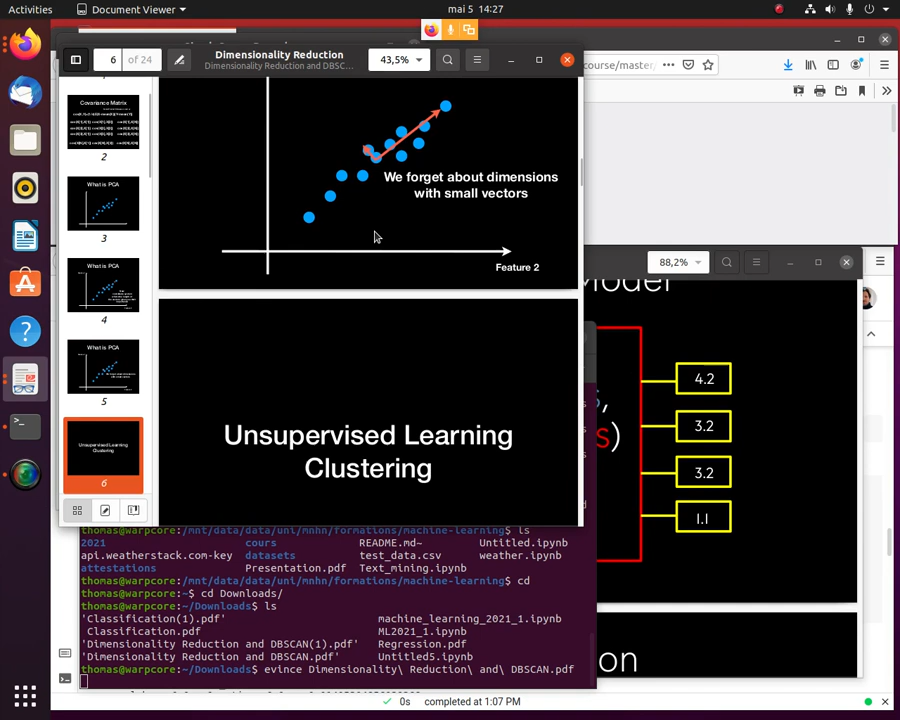 Activities
Document Viewer
mai 5 14:27
6
of 24
Dimensionality Reduction
Dimensionality Reduction and DBSC...
43,5%
course/master,
Covariance Matrix
2
What is PCA
3
What is PCA
4
What is PCA
5
Unsupervised Learning
Clustering
6
We forget about dimensions
with small vectors
Feature 2
Unsupervised Learning
Clustering
88,2%
4.2
3.2
3.2
1.1
s)
on
thomas@warpcore:/mnt/data/data/uni/mnhn/formations/machine-learning$ ls
2021 cours README.md~ Untitled.ipynb
api.weatherstack.com-key datasets test_data.csv weather.ipynb
attestations Presentation.pdf Text_mining.ipynb
thomas@warpcore:/mnt/data/data/uni/mnhn/formations/machine-learning$ cd
thomas@warpcore:~$ cd Downloads/
thomas@warpcore:~/Downloads$ ls
'Classification(1).pdf' machine_learning_2021_1.ipynb
Classification.pdf ML2021_1.ipynb
'Dimensionality Reduction and DBSCAN(1).pdf' Regression.pdf
'Dimensionality Reduction and DBSCAN.pdf' Untitled5.ipynb
thomas@warpcore:~/Downloads$ evince Dimensionality\ Reduction\ and\ DBSCAN.pdf
0s completed at 1:07 PM